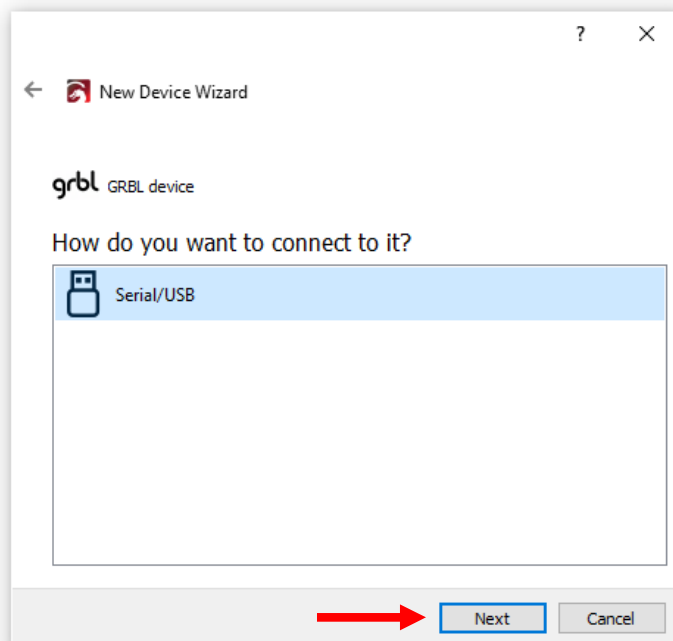 ?
New Device Wizard
grbl GRBL device
How do you want to connect to it?
Serial/USB
Next Cancel